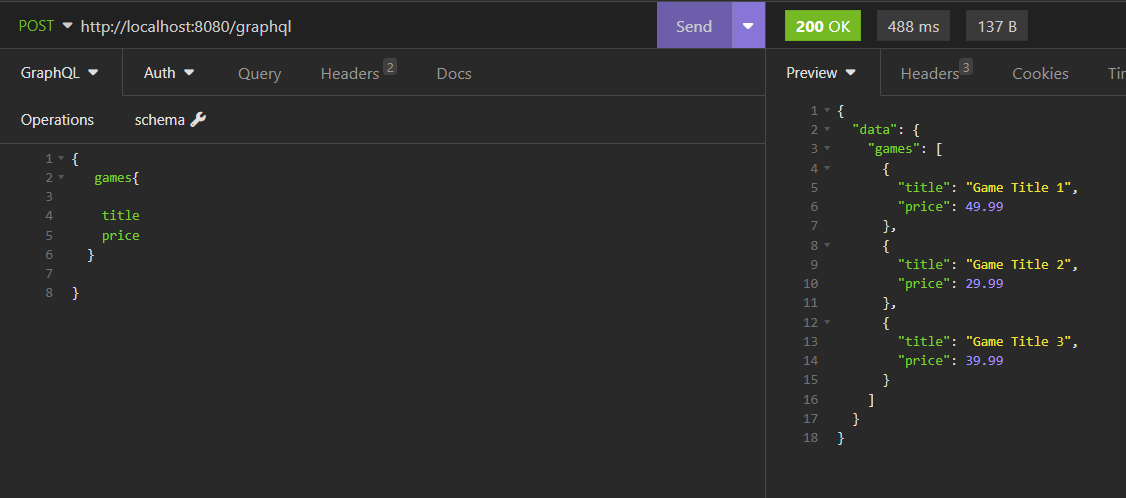 POST http://localhost:8080/graphql Send 200 OK 488 ms 137 B
GraphQL Auth Query Headers 2 Docs Preview Headers 3 Cookies
Operations schema
1 {
2 games{
3
4 title
5 price
6 }
7
8 }
1 {
2 "data": {
3 "games": [
4 {
5 "title": "Game Title 1",
6 "price": 49.99
7 },
8 {
9 "title": "Game Title 2",
10 "price": 29.99
11 },
12 {
13 "title": "Game Title 3",
14 "price": 39.99
15 }
16 ]
17 }
18 }